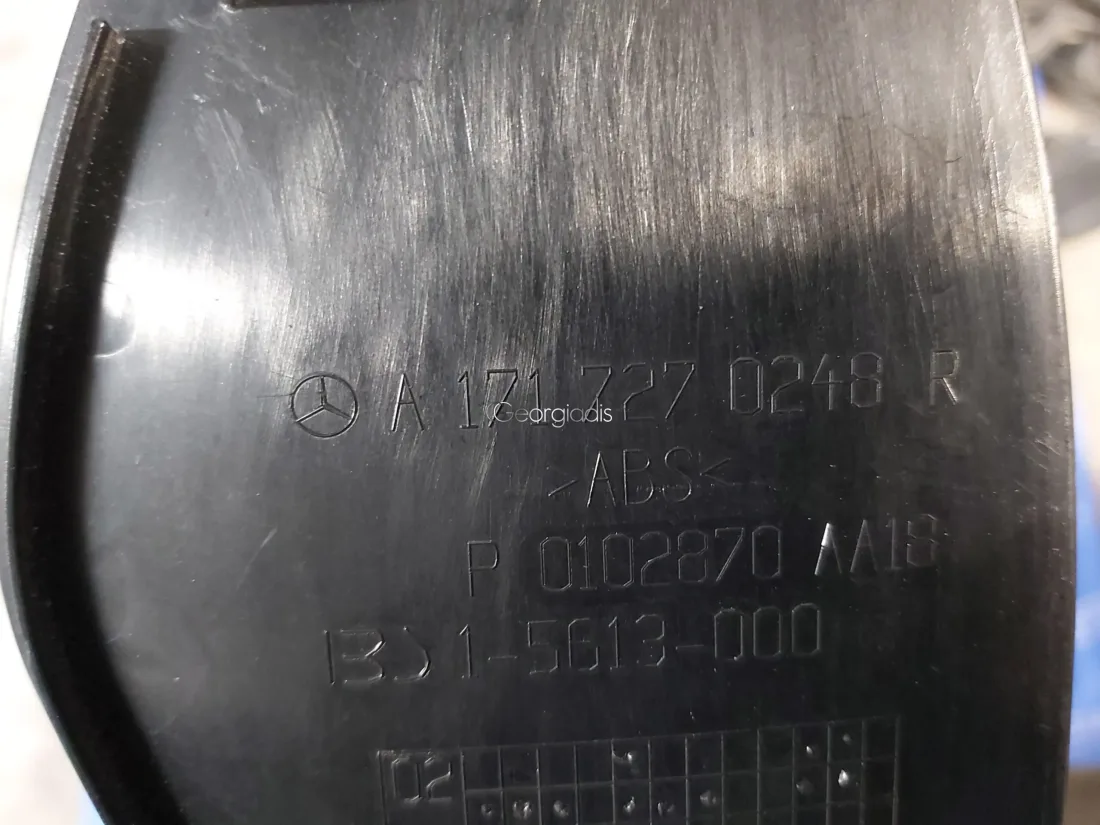 A 171 727 0248 R
Georgiadis
>ABS<
P 0102870 AA18
1-5613-000
02